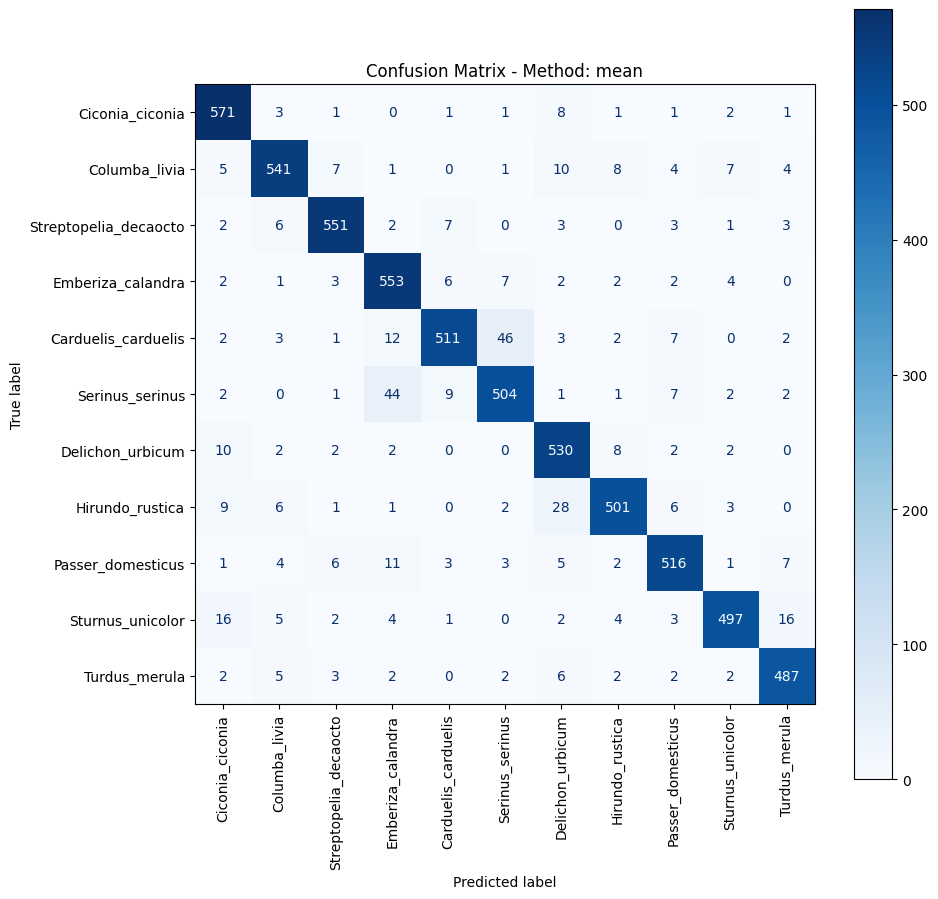 Confusion Matrix - Method: mean
Ciconia_ciconia 571 3 1 0 1 1 8 1 1 2 1
Columba_livia 5 541 7 1 0 1 10 8 4 7 4
Streptopelia_decaocto 2 6 551 2 7 0 3 0 3 1 3
Emberiza_calandra 2 1 3 553 6 7 2 2 2 4 0
Carduelis_carduelis 2 3 1 12 511 46 3 2 7 0 2
Serinus_serinus 2 0 1 44 9 504 1 1 7 2 2
Delichon_urbicum 10 2 2 2 0 0 530 8 2 2 0
Hirundo_rustica 9 6 1 1 0 2 28 501 6 3 0
Passer_domesticus 1 4 6 11 3 3 5 2 516 1 7
Sturnus_unicolor 16 5 2 4 1 0 2 4 3 497 16
Turdus_merula 2 5 3 2 0 2 6 2 2 2 487
True label
Ciconia_ciconia
Columba_livia
Streptopelia_decaocto
Emberiza_calandra
Carduelis_carduelis
Serinus_serinus
Delichon_urbicum
Hirundo_rustica
Passer_domesticus
Sturnus_unicolor
Turdus_merula
Predicted label
500
400
300
200
100
0